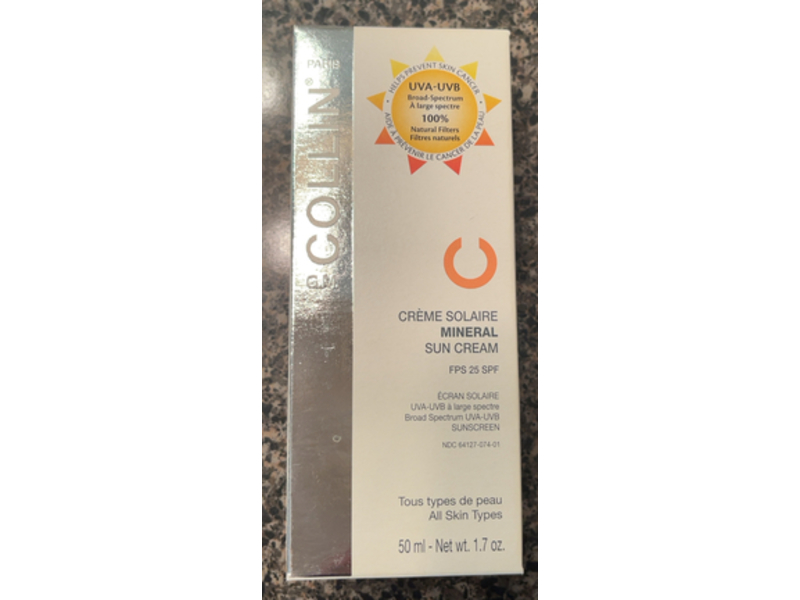 PARIS
G.M. COLLIN®
HELPS PREVENT SKIN CANCER
UVA-UVB
Broad-Spectrum
À large spectre
100%
Natural Filters
Filtres naturels
AIDE À PRÉVENIR LE CANCER DE LA PEAU
CRÈME SOLAIRE
MINERAL
SUN CREAM
FPS 25 SPF
ÉCRAN SOLAIRE
UVA-UVB à large spectre
Broad Spectrum UVA-UVB
SUNSCREEN
NDC 64127-074-01
Tous types de peau
All Skin Types
50 ml - Net wt. 1.7 oz.